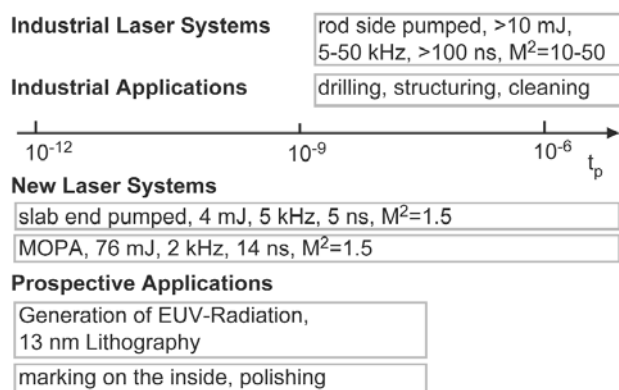 Industrial Laser Systems
rod side pumped, >10 mJ,
5-50 kHz, >100 ns, M²=10-50
Industrial Applications
drilling, structuring, cleaning
10⁻¹² 10⁻⁹ 10⁻⁶ tₚ
New Laser Systems
slab end pumped, 4 mJ, 5 kHz, 5 ns, M²=1.5
MOPA, 76 mJ, 2 kHz, 14 ns, M²=1.5
Prospective Applications
Generation of EUV-Radiation,
13 nm Lithography
marking on the inside, polishing